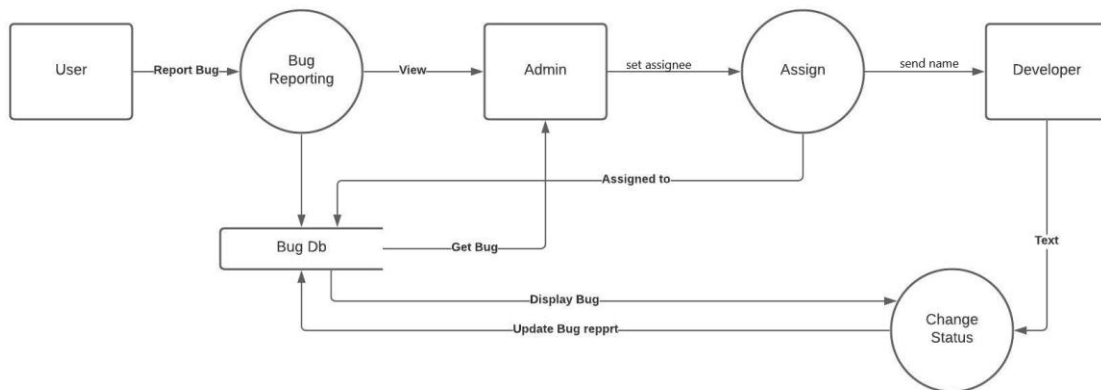 User
Report Bug
Bug
Reporting
View
Admin
set assignee
Assign
send name
Developer
Assigned to
Bug Db
Get Bug
Text
Display Bug
Update Bug repprt
Change
Status